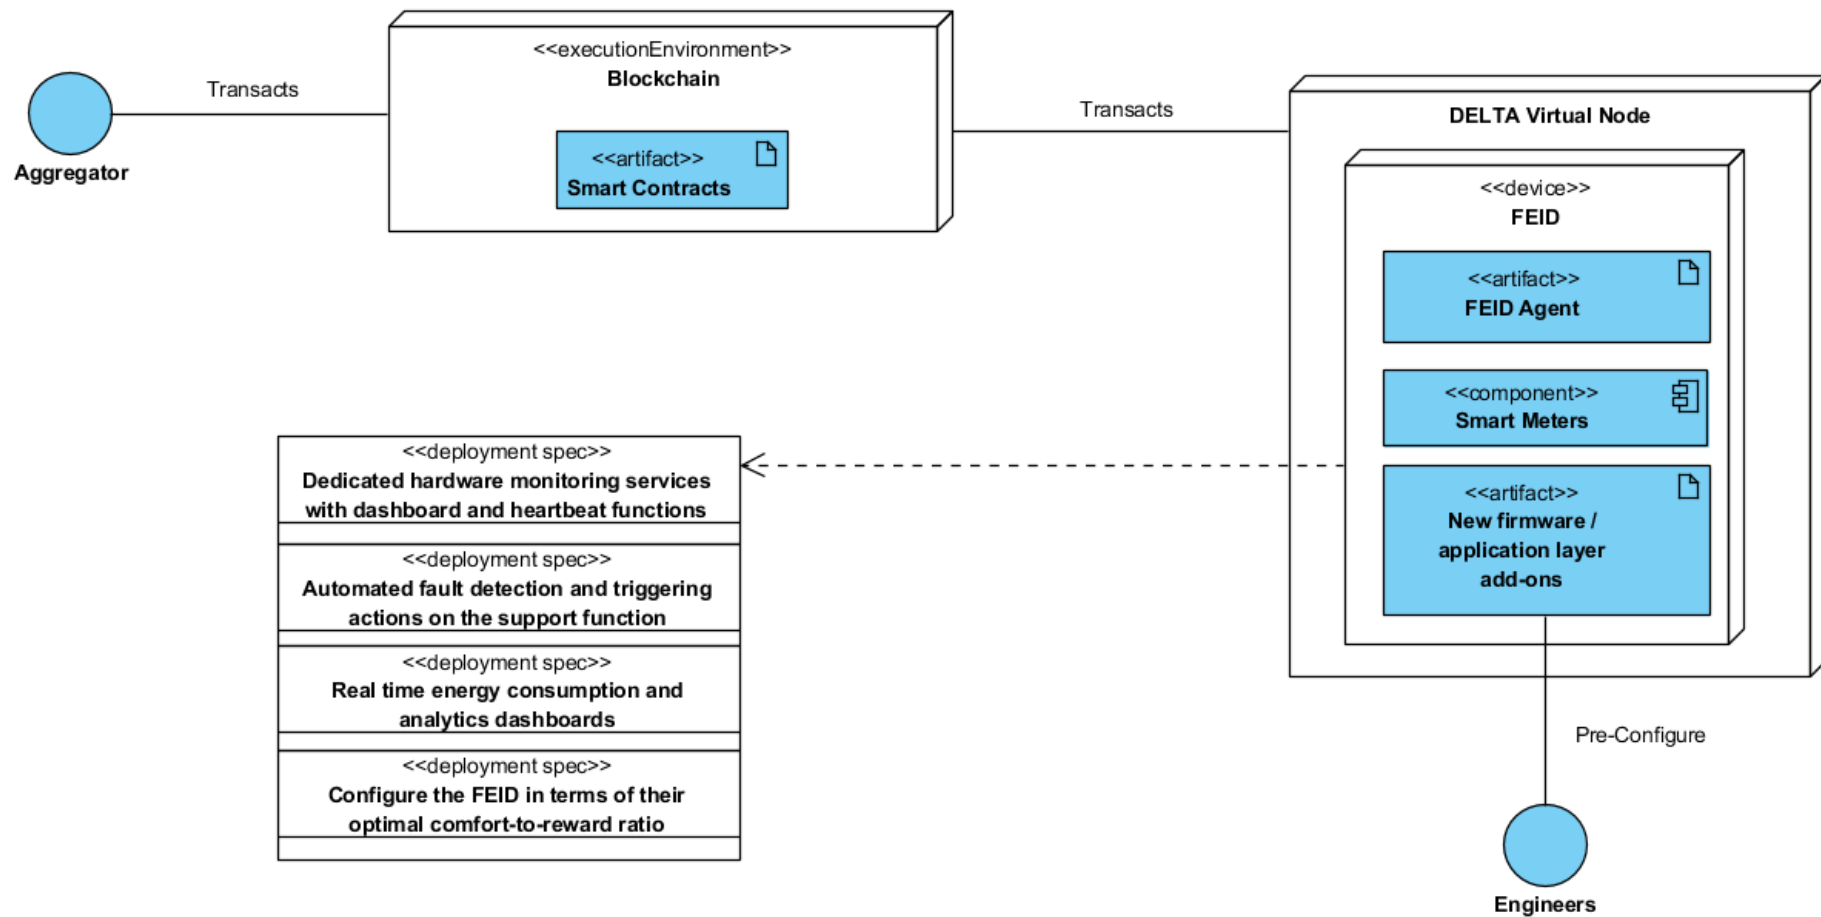 <<executionEnvironment>>
Blockchain
Transacts
Aggregator
<<artifact>>
Smart Contracts
Transacts
DELTA Virtual Node
<<device>>
FEID
<<artifact>>
FEID Agent
<<component>>
Smart Meters
<<artifact>>
New firmware /
application layer
add-ons
<<deployment spec>>
Dedicated hardware monitoring services
with dashboard and heartbeat functions
<<deployment spec>>
Automated fault detection and triggering
actions on the support function
<<deployment spec>>
Real time energy consumption and
analytics dashboards
<<deployment spec>>
Configure the FEID in terms of their
optimal comfort-to-reward ratio
Pre-Configure
Engineers